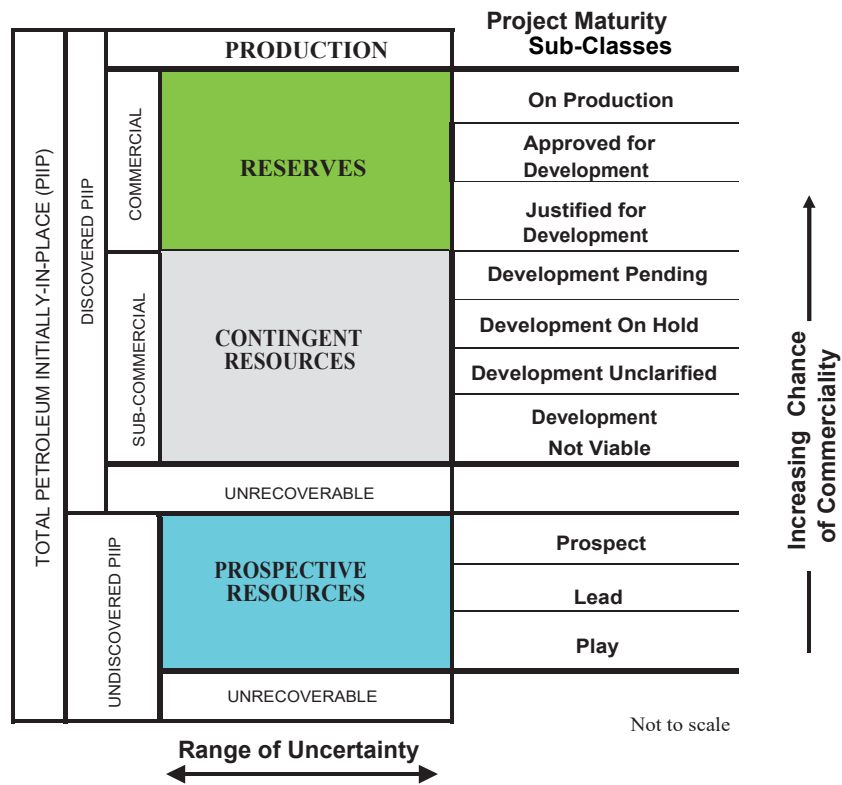 Project Maturity
Sub-Classes
PRODUCTION
TOTAL PETROLEUM INITIALLY-IN-PLACE (PIIP)
DISCOVERED PIIP
COMMERCIAL
RESERVES
On Production
Approved for
Development
Justified for
Development
SUB-COMMERCIAL
CONTINGENT
RESOURCES
Development Pending
Development On Hold
Development Unclarified
Development
Not Viable
UNRECOVERABLE
UNDISCOVERED PIIP
PROSPECTIVE
RESOURCES
Prospect
Lead
Play
UNRECOVERABLE
Increasing Chance
of Commerciality
Not to scale
Range of Uncertainty